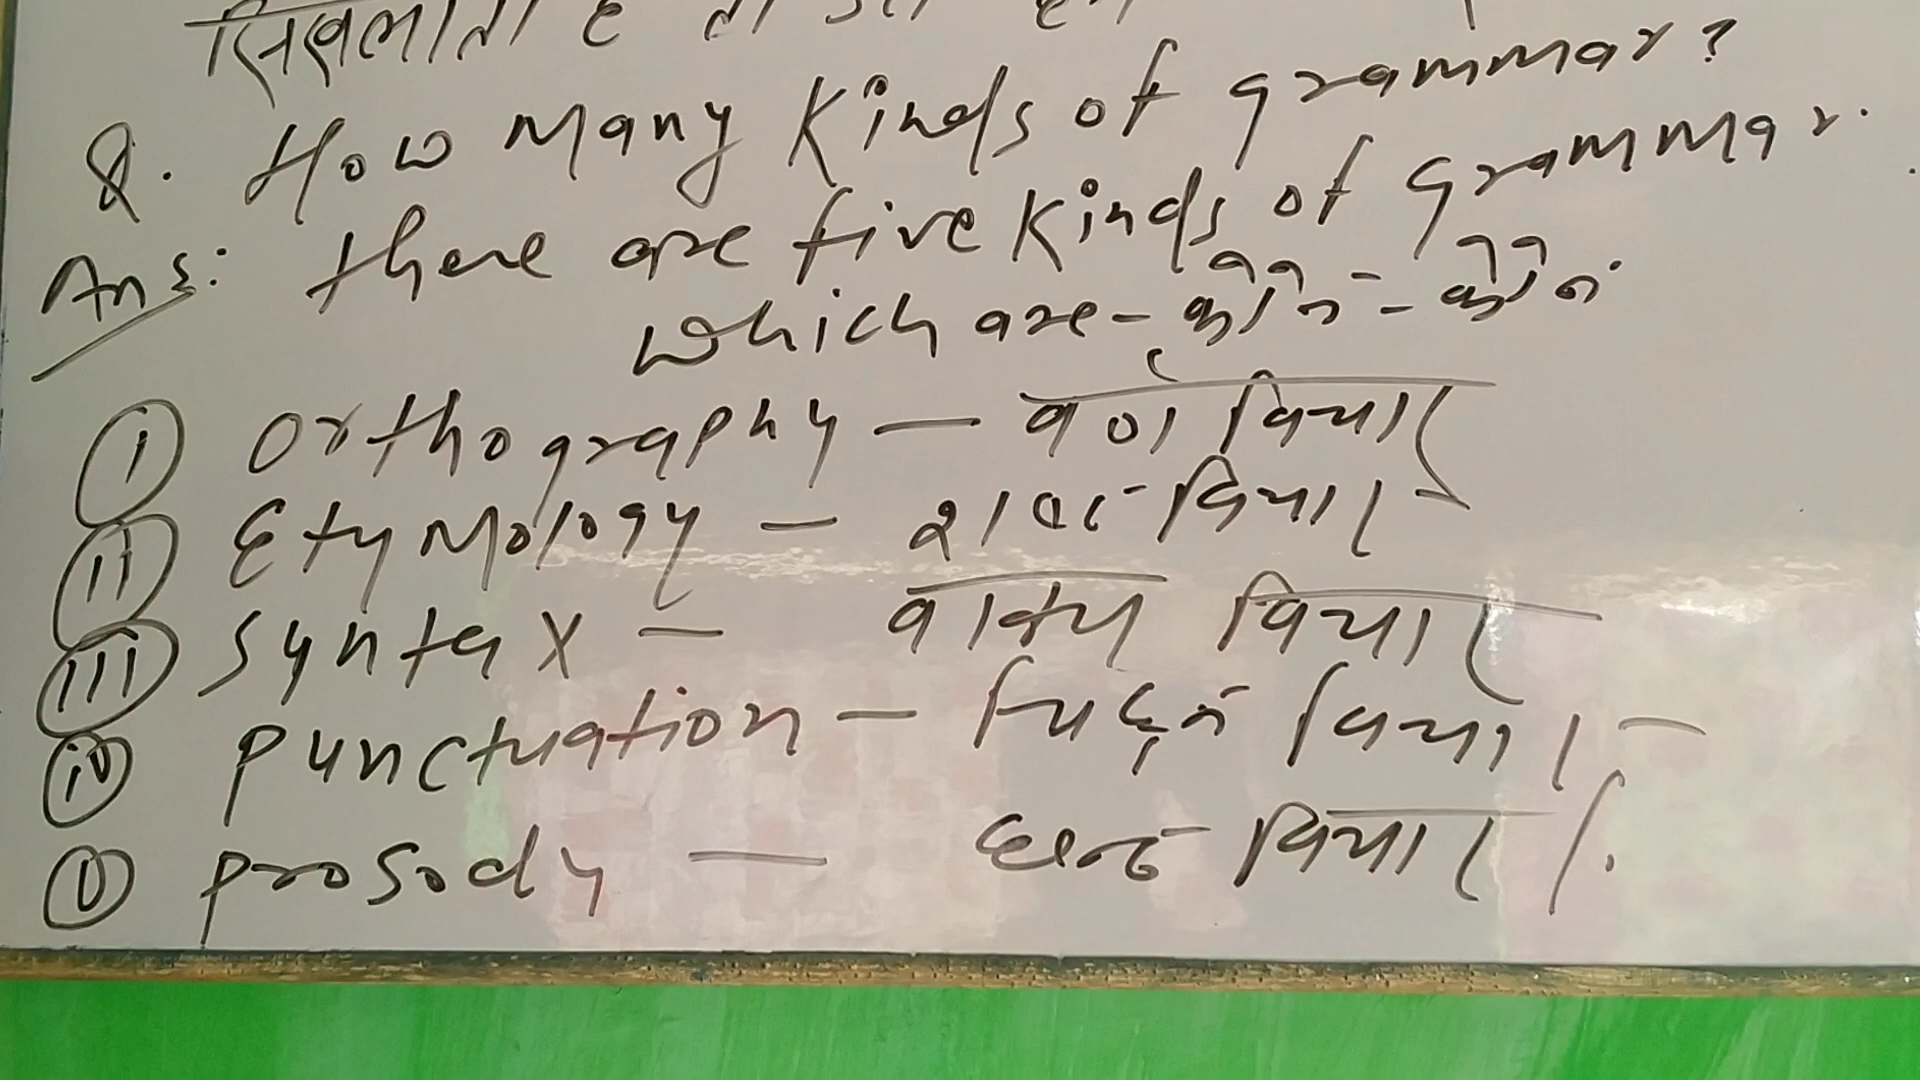 सिखलाता है
Q. How Many Kinds of grammar?
Ans: there are five Kinds of grammar.
which are - कौन - कौन
(i) Orthography — वर्ण विचार
(ii) Etymology — शब्द विचार
(iii) Syntax — वाक्य विचार
(iv) Punctuation — चिह्न विचार
(v) Prosody — छन्द विचार /.